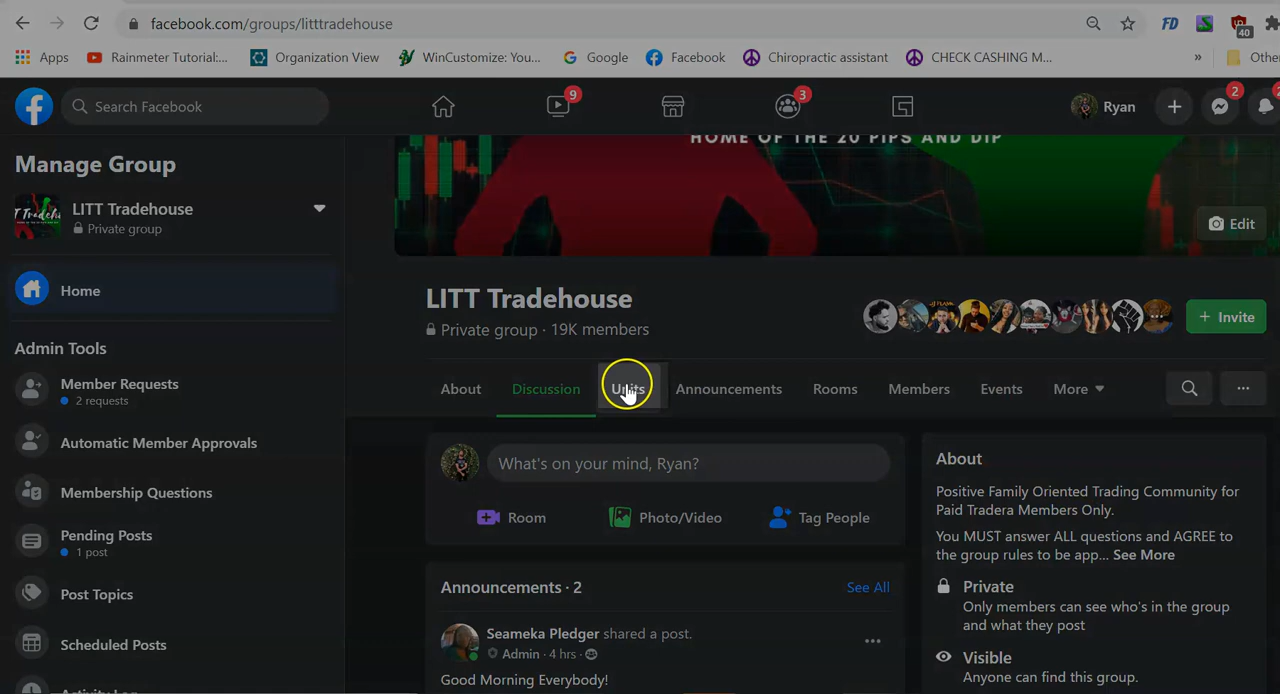 facebook.com/groups/litttradehouse
40
Apps
Rainmeter Tutorial:...
Organization View
WinCustomize: You...
Google
Facebook
Chiropractic assistant
CHECK CASHING M...
»
Othe
Search Facebook
9
3
Ryan
2
2
Manage Group
LITT Tradehouse
Private group
Home
Admin Tools
Member Requests
2 requests
Automatic Member Approvals
Membership Questions
Pending Posts
1 post
Post Topics
Scheduled Posts
Activity Log
HOME OF THE 20 PIPS AND DIP
Edit
LITT Tradehouse
Private group · 19K members
+ Invite
About
Discussion
Units
Announcements
Rooms
Members
Events
More
What's on your mind, Ryan?
Room
Photo/Video
Tag People
Announcements · 2
See All
Seameka Pledger shared a post.
Admin · 4 hrs ·
Good Morning Everybody!
About
Positive Family Oriented Trading Community for
Paid Tradera Members Only.
You MUST answer ALL questions and AGREE to
the group rules to be app... See More
Private
Only members can see who's in the group
and what they post
Visible
Anyone can find this group.